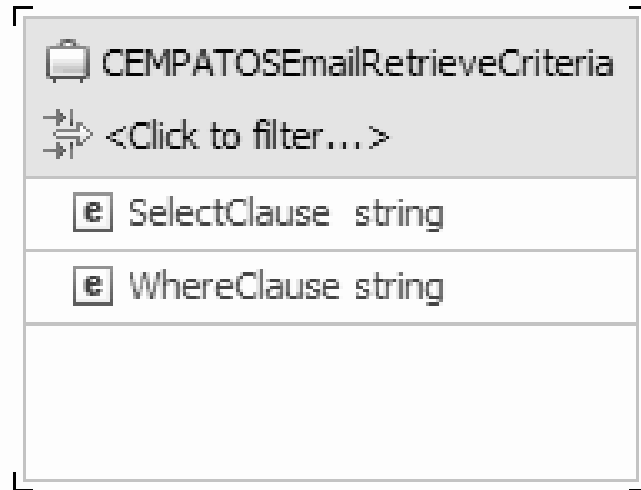 CEMPATOSEmailRetrieveCriteria
<Click to filter...>
e SelectClause string
e WhereClause string